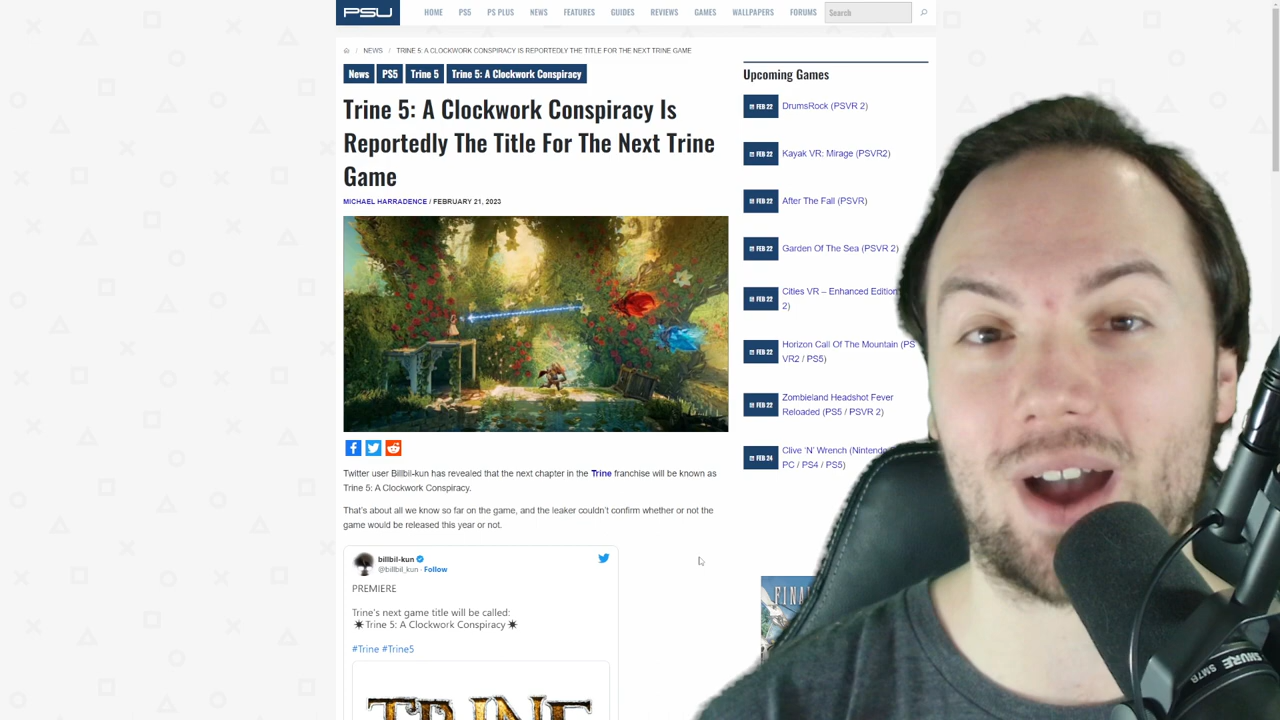 PSU
HOME PS5 PS PLUS NEWS FEATURES GUIDES REVIEWS GAMES WALLPAPERS FORUMS Search
/ NEWS / TRINE 5: A CLOCKWORK CONSPIRACY IS REPORTEDLY THE TITLE FOR THE NEXT TRINE GAME
News PS5 Trine 5 Trine 5: A Clockwork Conspiracy
Trine 5: A Clockwork Conspiracy Is
Reportedly The Title For The Next Trine
Game
MICHAEL HARRADENCE / FEBRUARY 21, 2023
Twitter user Billbil-kun has revealed that the next chapter in the Trine franchise will be known as
Trine 5: A Clockwork Conspiracy.
That's about all we know so far on the game, and the leaker couldn't confirm whether or not the
game would be released this year or not.
billbil-kun
@billbil_kun · Follow
PREMIERE
Trine's next game title will be called:
✷Trine 5: A Clockwork Conspiracy✷
#Trine #Trine5
TRINE
Upcoming Games
FEB 22 DrumsRock (PSVR 2)
FEB 22 Kayak VR: Mirage (PSVR2)
FEB 22 After The Fall (PSVR)
FEB 22 Garden Of The Sea (PSVR 2)
FEB 22 Cities VR – Enhanced Edition
2)
FEB 22 Horizon Call Of The Mountain (PS
VR2 / PS5)
FEB 22 Zombieland Headshot Fever
Reloaded (PS5 / PSVR 2)
FEB 24 Clive 'N' Wrench
PC / PS4 / PS5)
FINA
SHURE
SM7B